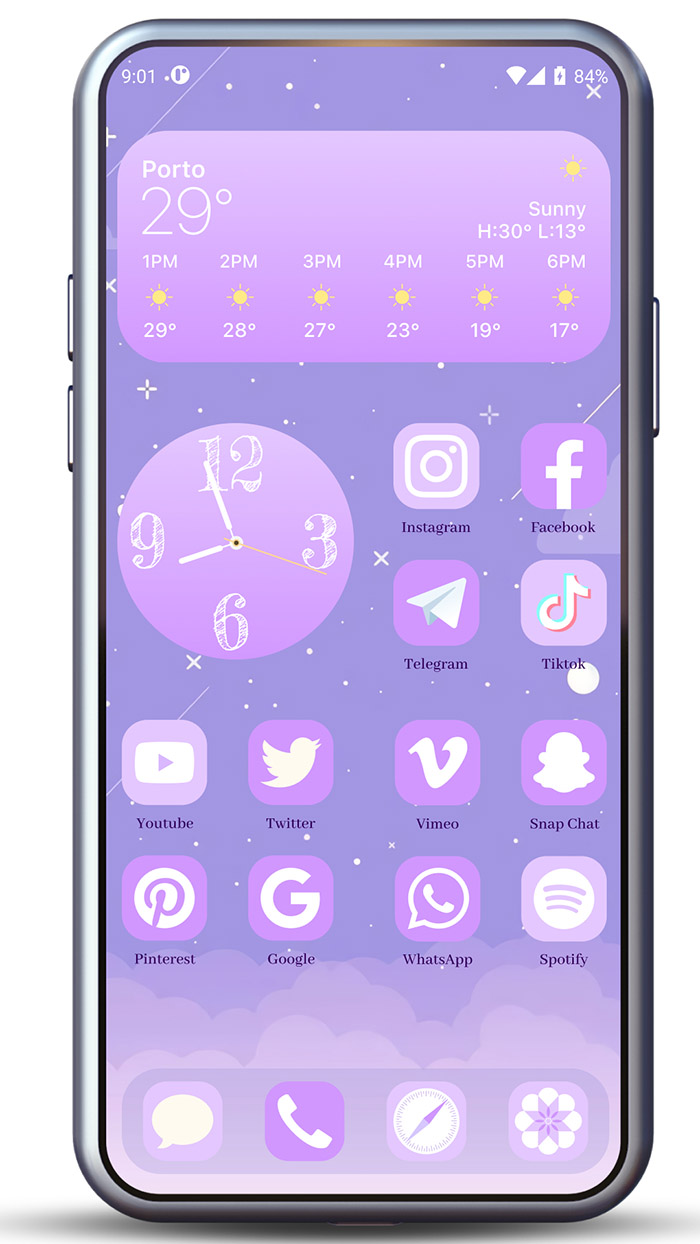 9:01
84%
Porto
29°
Sunny
H:30° L:13°
1PM 2PM 3PM 4PM 5PM 6PM
29° 28° 27° 23° 19° 17°
12
9 3
6
Instagram Facebook
Telegram Tiktok
Youtube Twitter Vimeo Snap Chat
Pinterest Google WhatsApp Spotify